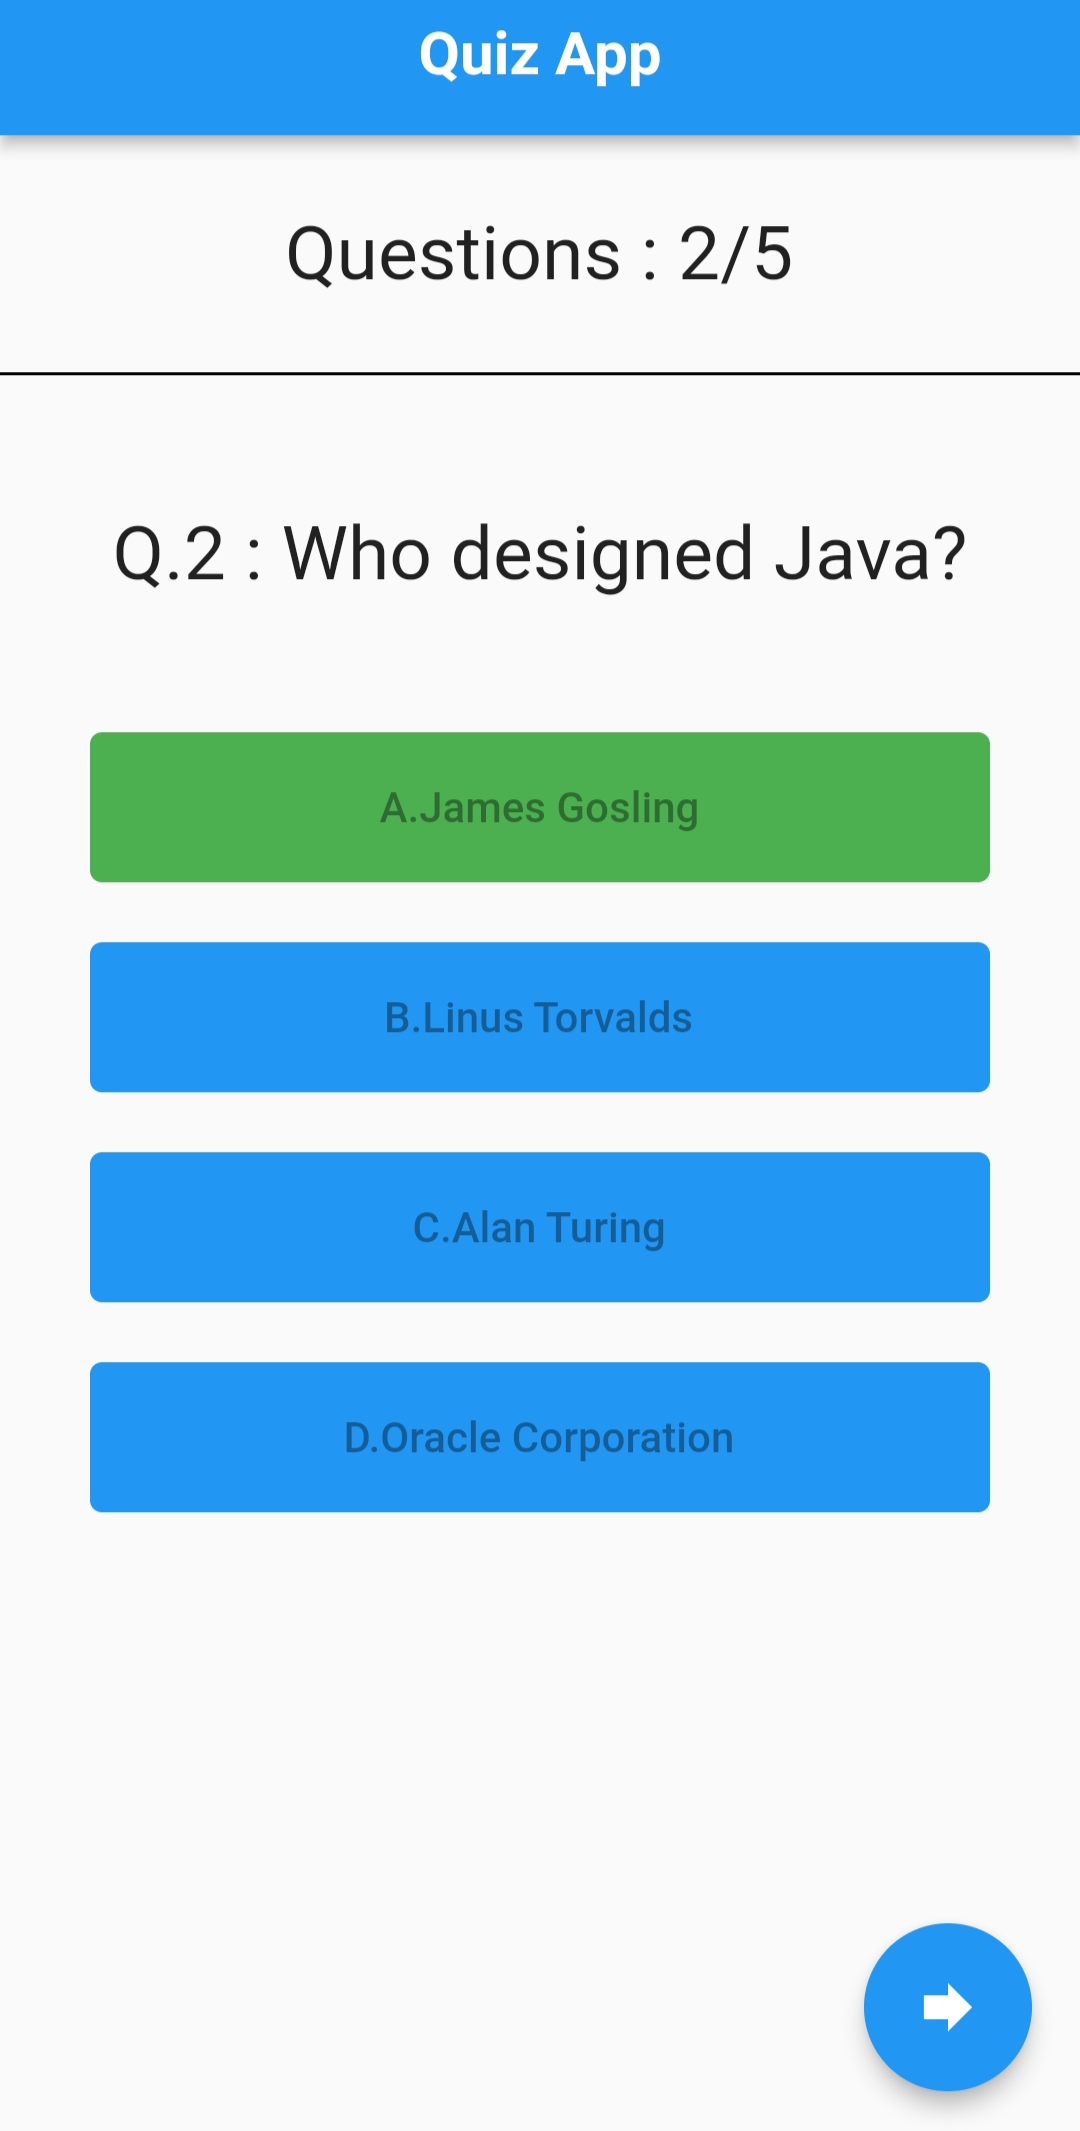 Quiz App
Questions : 2/5
Q.2 : Who designed Java?
A.James Gosling
B.Linus Torvalds
C.Alan Turing
D.Oracle Corporation